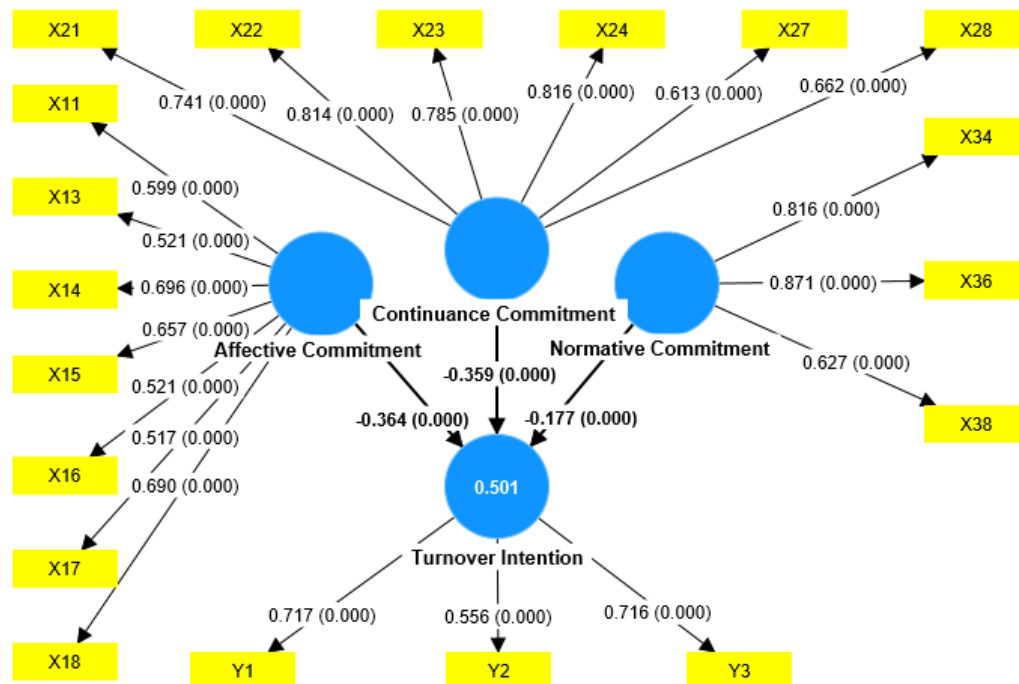 X21
X22
X23
X24
X27
X28
X11
0.741 (0.000)
0.814 (0.000)
0.785 (0.000)
0.816 (0.000)
0.613 (0.000)
0.662 (0.000)
X34
X13
0.599 (0.000)
0.816 (0.000)
0.521 (0.000)
X14
0.696 (0.000)
0.871 (0.000)
X36
Continuance Commitment
0.657 (0.000)
Affective Commitment
Normative Commitment
X15
0.627 (0.000)
0.521 (0.000)
-0.359 (0.000)
-0.364 (0.000)
-0.177 (0.000)
X38
0.517 (0.000)
X16
0.690 (0.000)
0.501
Turnover Intention
X17
0.717 (0.000)
0.556 (0.000)
0.716 (0.000)
X18
Y1
Y2
Y3